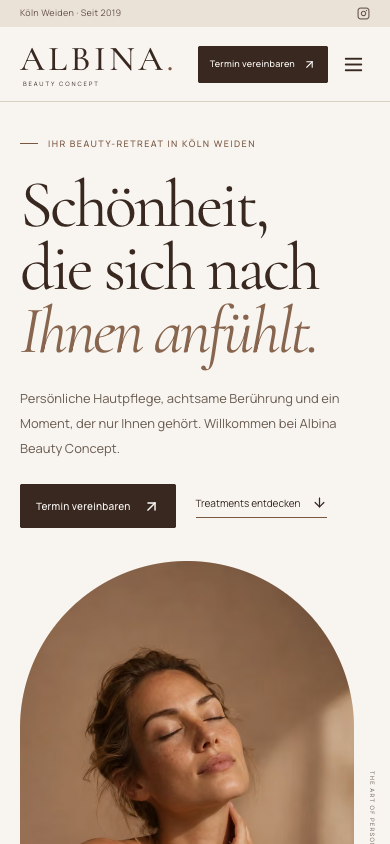 Köln Weiden · Seit 2019
ALBINA.
BEAUTY CONCEPT
Termin vereinbaren
IHR BEAUTY-RETREAT IN KÖLN WEIDEN
Schönheit,
die sich nach
Ihnen anfühlt.
Persönliche Hautpflege, achtsame Berührung und ein
Moment, der nur Ihnen gehört. Willkommen bei Albina
Beauty Concept.
Termin vereinbaren
Treatments entdecken
THE ART OF